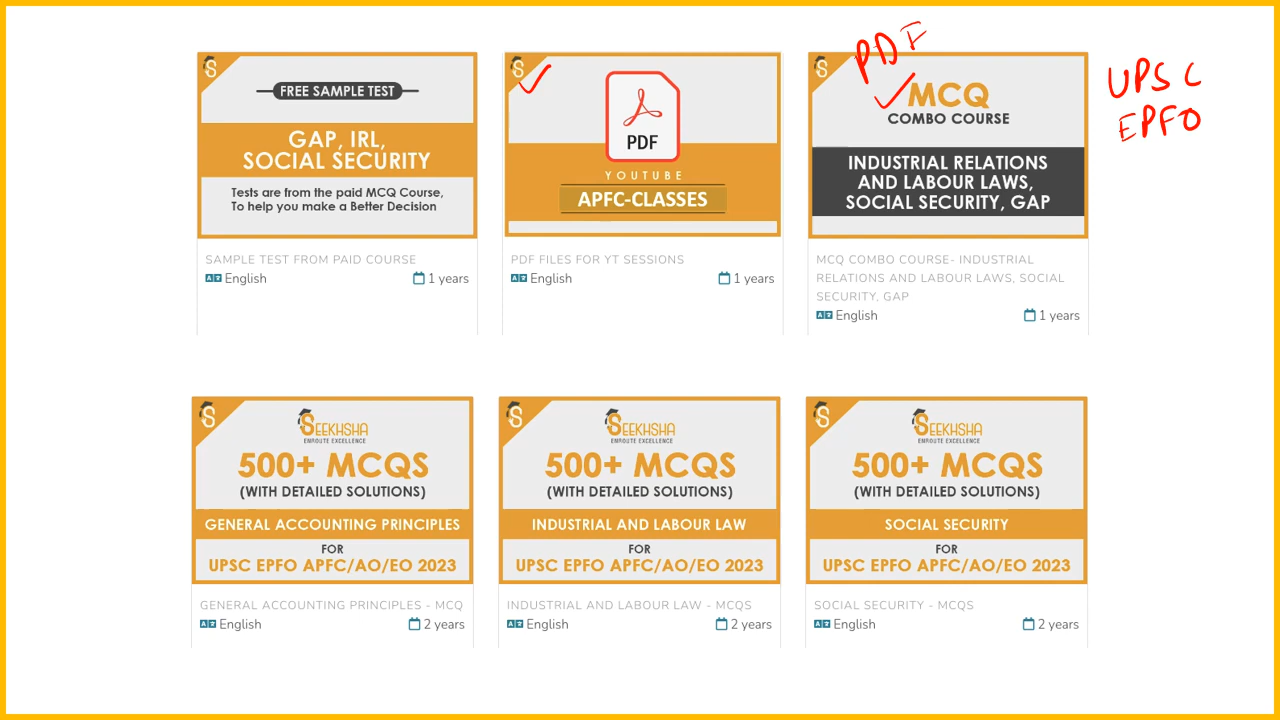 FREE SAMPLE TEST
GAP, IRL,
SOCIAL SECURITY
Tests are from the paid MCQ Course,
To help you make a Better Decision
SAMPLE TEST FROM PAID COURSE
English
1 years
PDF
YOUTUBE
APFC-CLASSES
PDF FILES FOR YT SESSIONS
English
1 years
PDF
MCQ
COMBO COURSE
INDUSTRIAL RELATIONS
AND LABOUR LAWS,
SOCIAL SECURITY, GAP
MCQ COMBO COURSE- INDUSTRIAL
RELATIONS AND LABOUR LAWS, SOCIAL
SECURITY, GAP
English
1 years
UPSC
EPFO
SEEKHSHA
ENROUTE EXCELLENCE
500+ MCQS
(WITH DETAILED SOLUTIONS)
GENERAL ACCOUNTING PRINCIPLES
FOR
UPSC EPFO APFC/AO/EO 2023
GENERAL ACCOUNTING PRINCIPLES - MCQ
English
2 years
SEEKHSHA
ENROUTE EXCELLENCE
500+ MCQS
(WITH DETAILED SOLUTIONS)
INDUSTRIAL AND LABOUR LAW
FOR
UPSC EPFO APFC/AO/EO 2023
INDUSTRIAL AND LABOUR LAW - MCQS
English
2 years
SEEKHSHA
ENROUTE EXCELLENCE
500+ MCQS
(WITH DETAILED SOLUTIONS)
SOCIAL SECURITY
FOR
UPSC EPFO APFC/AO/EO 2023
SOCIAL SECURITY - MCQS
English
2 years